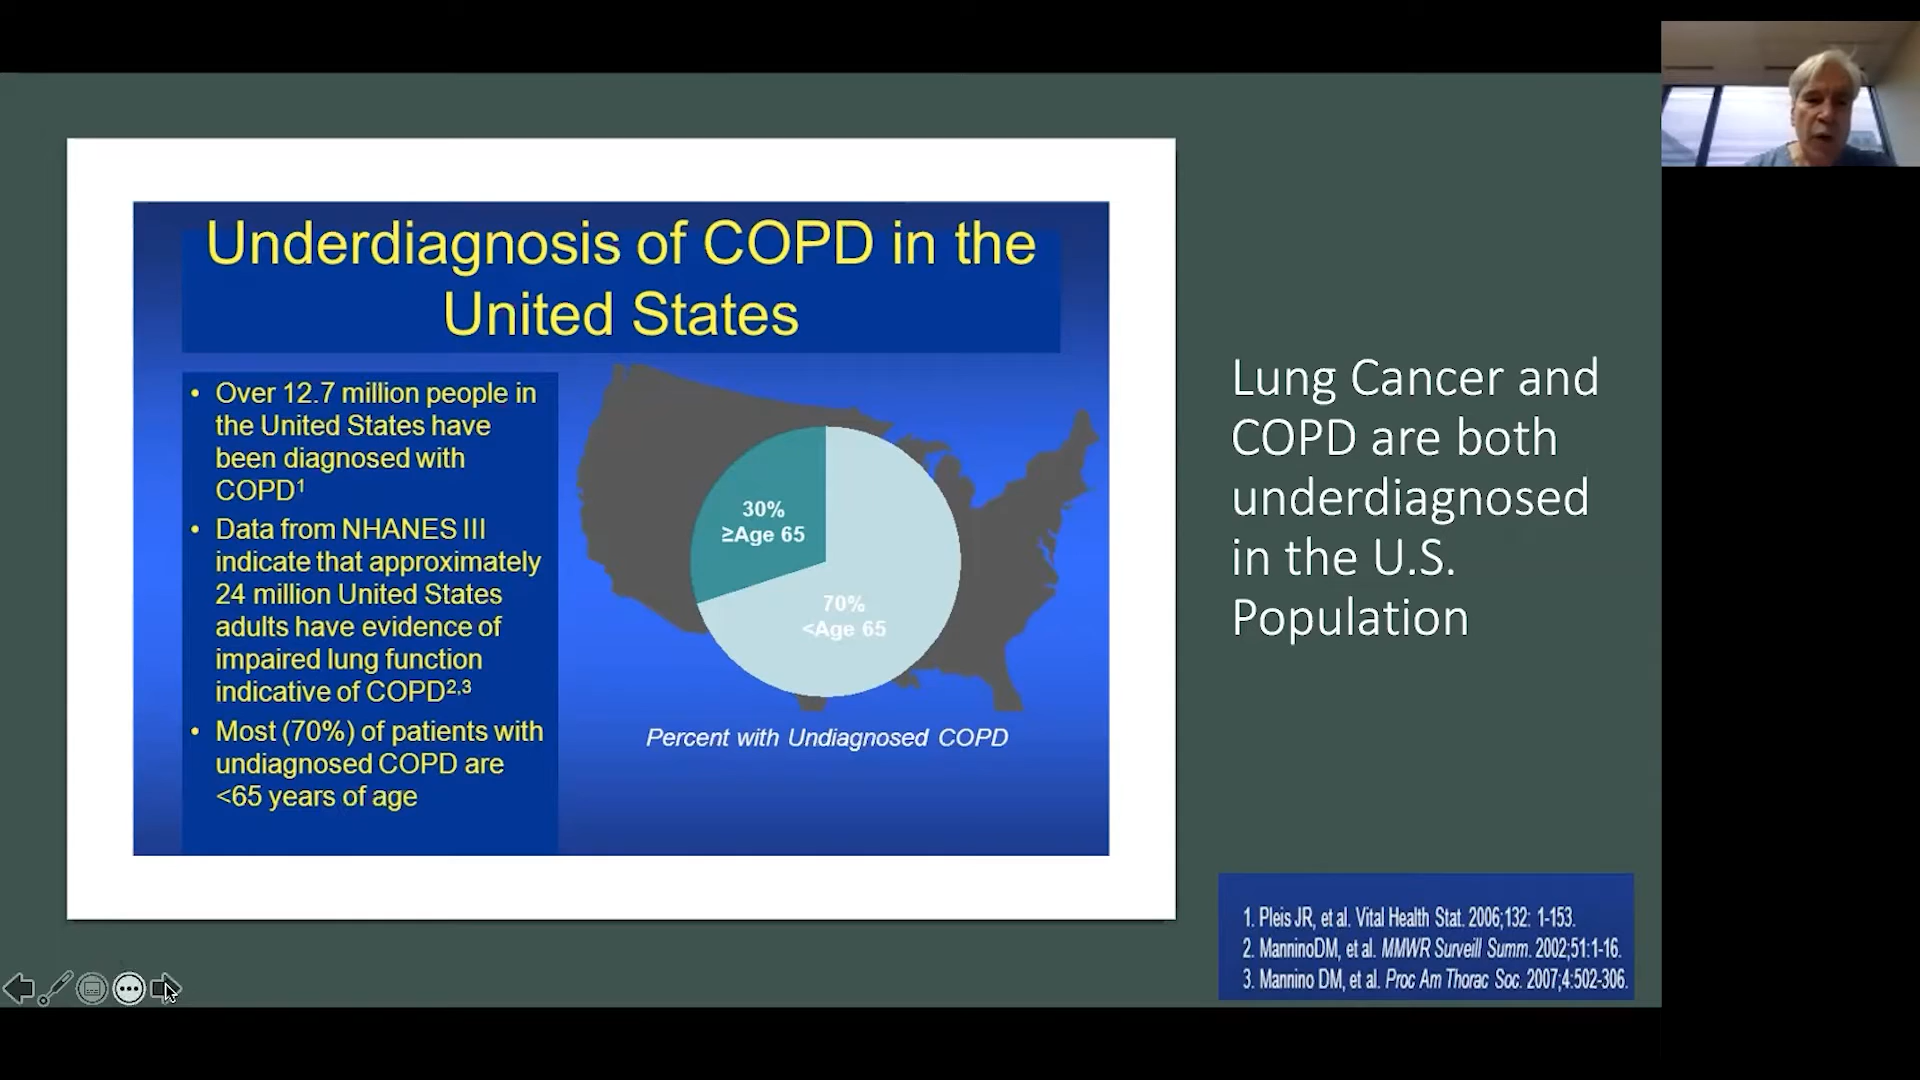 Underdiagnosis of COPD in the
United States
• Over 12.7 million people in
the United States have
been diagnosed with
COPD¹
• Data from NHANES III
indicate that approximately
24 million United States
adults have evidence of
impaired lung function
indicative of COPD²,³
• Most (70%) of patients with
undiagnosed COPD are
<65 years of age
30%
≥Age 65
70%
<Age 65
Percent with Undiagnosed COPD
Lung Cancer and
COPD are both
underdiagnosed
in the U.S.
Population
1. Pleis JR, et al. Vital Health Stat. 2006;132: 1-153.
2. ManninoDM, et al. MMWR Surveill Summ. 2002;51:1-16.
3. Mannino DM, et al. Proc Am Thorac Soc. 2007;4:502-306.